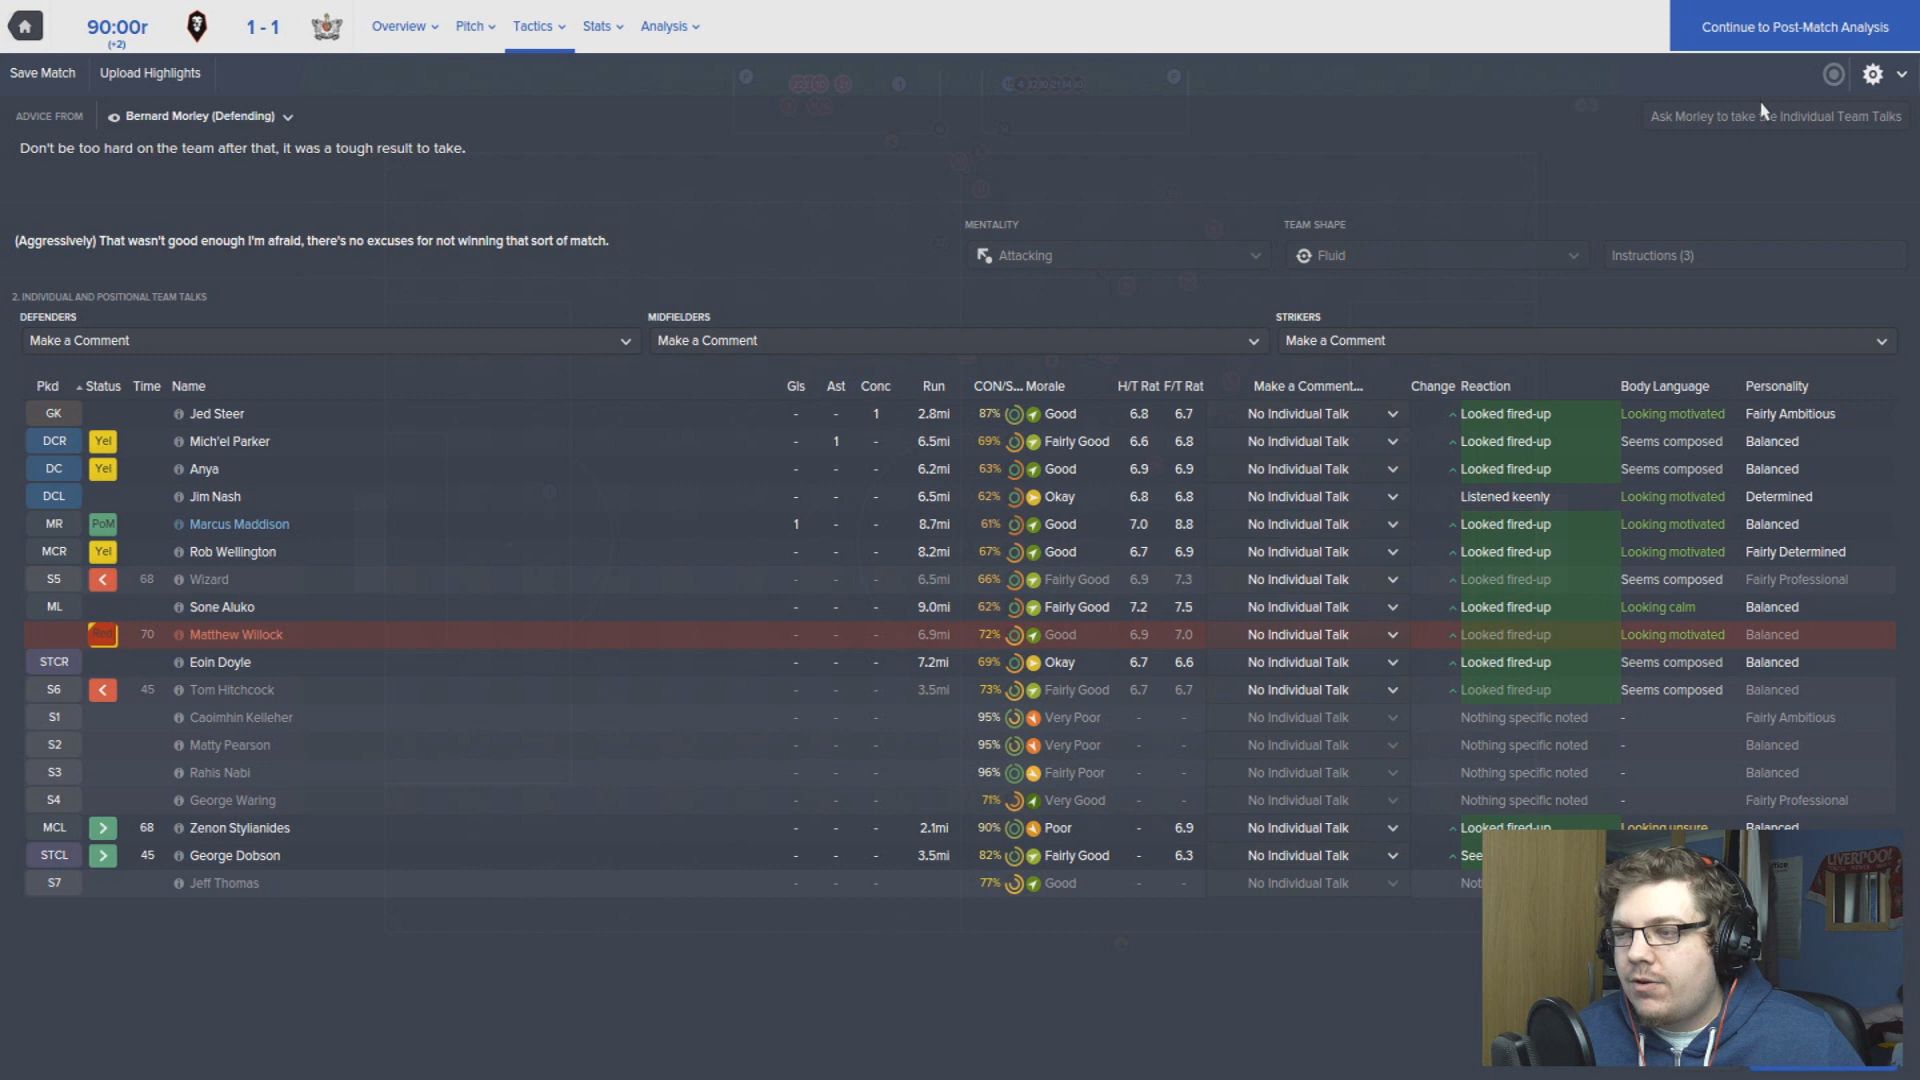 90:00r
(+2)
1 - 1
Overview Pitch Tactics Stats Analysis
Continue to Post-Match Analysis
Save Match Upload Highlights
ADVICE FROM Bernard Morley (Defending)
Ask Morley to take the Individual Team Talks
Don't be too hard on the team after that, it was a tough result to take.
MENTALITY TEAM SHAPE
(Aggressively) That wasn't good enough I'm afraid, there's no excuses for not winning that sort of match.
Attacking Fluid Instructions (3)
2. INDIVIDUAL AND POSITIONAL TEAM TALKS
DEFENDERS MIDFIELDERS STRIKERS
Make a Comment Make a Comment Make a Comment
Pkd Status Time Name Gls Ast Conc Run CON/S... Morale H/T Rat F/T Rat Make a Comment... Change Reaction Body Language Personality
GK Jed Steer - - 1 2.8mi 87% Good 6.8 6.7 No Individual Talk Looked fired-up Looking motivated Fairly Ambitious
DCR Yel Mich'el Parker - 1 - 6.5mi 69% Fairly Good 6.6 6.8 No Individual Talk Looked fired-up Seems composed Balanced
DC Yel Anya - - - 6.2mi 63% Good 6.9 6.9 No Individual Talk Looked fired-up Seems composed Balanced
DCL Jim Nash - - - 6.5mi 62% Okay 6.8 6.8 No Individual Talk Listened keenly Looking motivated Determined
MR PoM Marcus Maddison 1 - - 8.7mi 61% Good 7.0 8.8 No Individual Talk Looked fired-up Looking motivated Balanced
MCR Yel Rob Wellington - - - 8.2mi 67% Good 6.7 6.9 No Individual Talk Looked fired-up Looking motivated Fairly Determined
S5 68 Wizard - - - 6.5mi 66% Fairly Good 6.9 7.3 No Individual Talk Looked fired-up Seems composed Fairly Professional
ML Sone Aluko - - - 9.0mi 62% Fairly Good 7.2 7.5 No Individual Talk Looked fired-up Looking calm Balanced
Red 70 Matthew Willock - - - 6.9mi 72% Good 6.9 7.0 No Individual Talk Looked fired-up Looking motivated Balanced
STCR Eoin Doyle - - - 7.2mi 69% Okay 6.7 6.6 No Individual Talk Looked fired-up Seems composed Balanced
S6 45 Tom Hitchcock - - - 3.5mi 73% Fairly Good 6.7 6.7 No Individual Talk Looked fired-up Seems composed Balanced
S1 Caoimhin Kelleher 95% Very Poor - - No Individual Talk Nothing specific noted - Fairly Ambitious
S2 Matty Pearson 95% Very Poor - - No Individual Talk Nothing specific noted - Balanced
S3 Rahis Nabi 96% Fairly Poor - - No Individual Talk Nothing specific noted - Balanced
S4 George Waring 71% Very Good - - No Individual Talk Nothing specific noted - Fairly Professional
MCL 68 Zenon Stylianides - - - 2.1mi 90% Poor - 6.9 No Individual Talk Looked fired-up Looking unsure Balanced
STCL 45 George Dobson - - - 3.5mi 82% Fairly Good - 6.3 No Individual Talk See
S7 Jeff Thomas - - - 77% Good - - No Individual Talk Not
LIVERPOOL